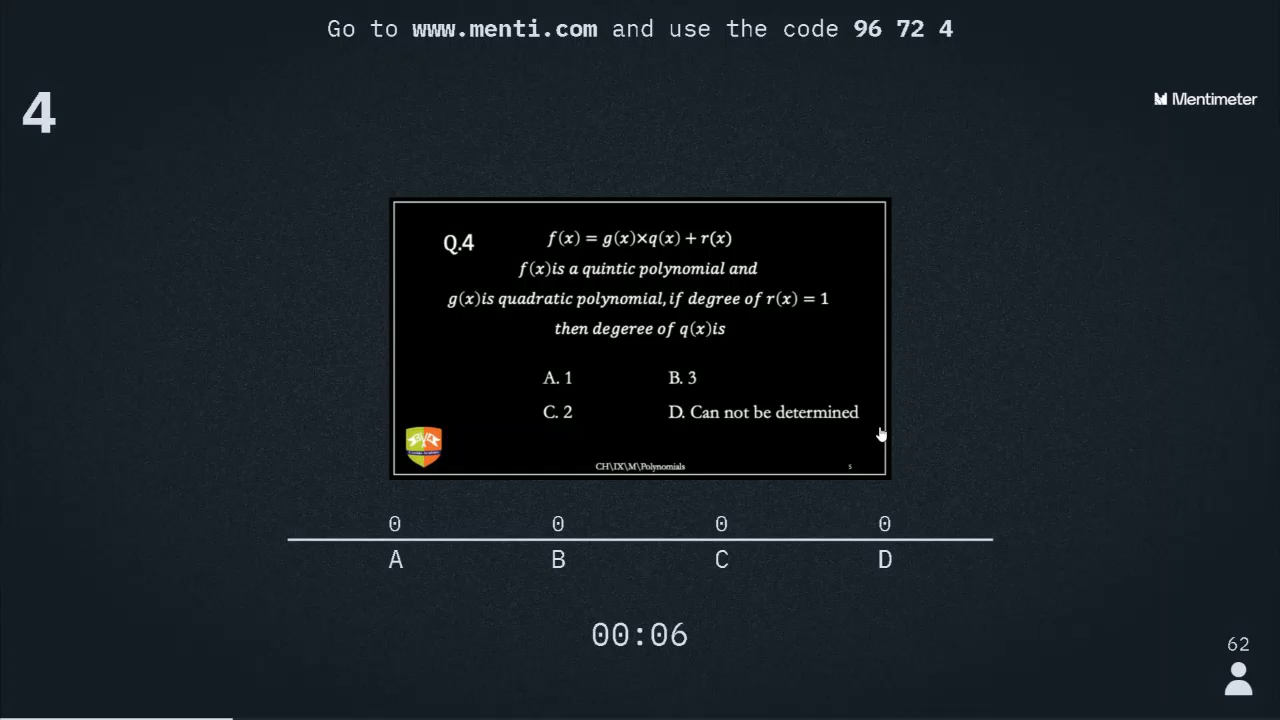 Go to www.menti.com and use the code 96 72 4
4
Mentimeter
Q.4
f(x) = g(x)×q(x) + r(x)
f(x)is a quintic polynomial and
g(x)is quadratic polynomial, if degree of r(x) = 1
then degeree of q(x)is
A. 1 B. 3
C. 2 D. Can not be determined
CH\IX\M\Polynomials 5
0 0 0 0
A B C D
00:06
62